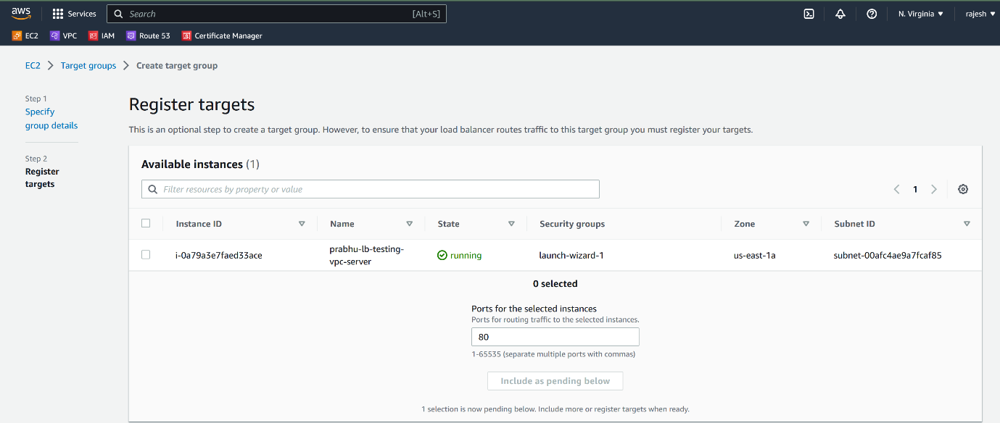 aws Services Search [Alt+S] N. Virginia rajesh
EC2 VPC IAM Route 53 Certificate Manager
EC2 Target groups Create target group
Step 1
Specify
group details
Step 2
Register
targets
Register targets
This is an optional step to create a target group. However, to ensure that your load balancer routes traffic to this target group you must register your targets.
Available instances (1)
Filter resources by property or value
1
Instance ID Name State Security groups Zone Subnet ID
i-0a79a3e7faed33ace prabhu-lb-testing- running launch-wizard-1 us-east-1a subnet-00afc4ae9a7fcaf85
vpc-server
0 selected
Ports for the selected instances
Ports for routing traffic to the selected instances.
80
1-65535 (separate multiple ports with commas)
Include as pending below
1 selection is now pending below. Include more or register targets when ready.